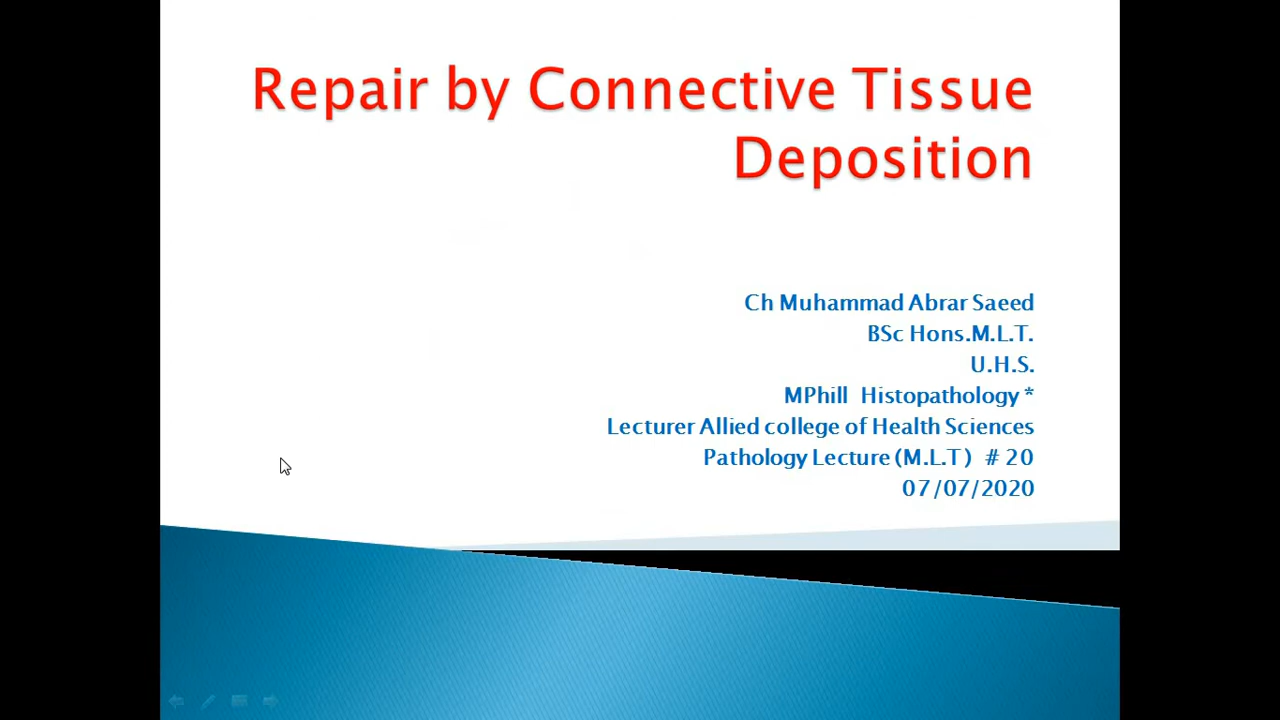 Repair by Connective Tissue
Deposition
Ch Muhammad Abrar Saeed
BSc Hons.M.L.T.
U.H.S.
MPhill Histopathology *
Lecturer Allied college of Health Sciences
Pathology Lecture (M.L.T) # 20
07/07/2020